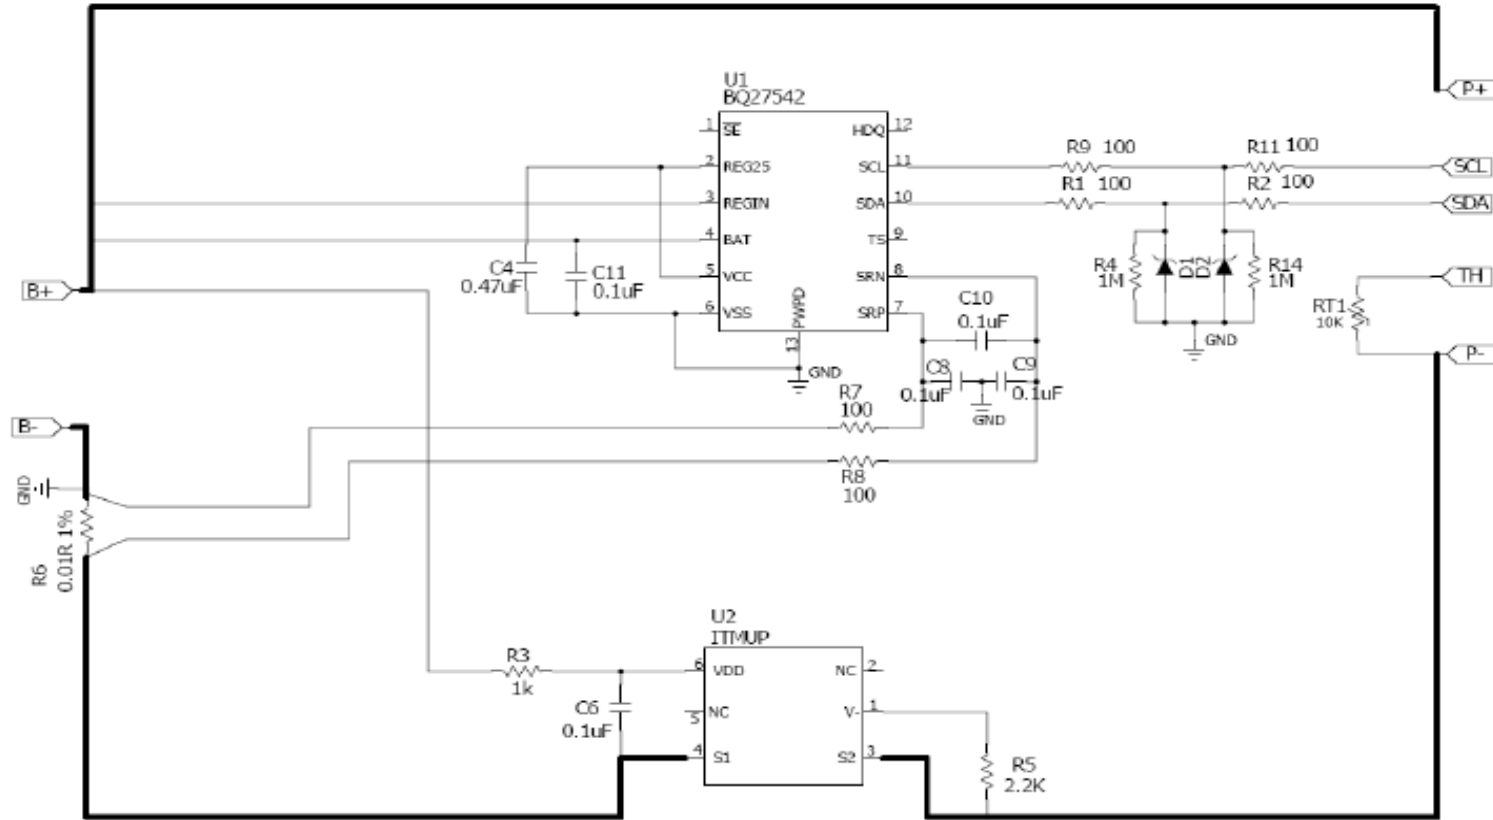 U1
BQ27542
P+
1 SE HDQ 12
R9 100 R11 100
2 REG25 SCL 11 SCL
R1 100 R2 100
3 REGIN SDA 10 SDA
4 BAT TS 9
C4 0.47uF
C11 0.1uF
R4 1M
D1
D2
R14 1M
5 VCC SRN 8 TH
B+
6 VSS SRP 7
C10
0.1uF
RT1
10K
PWPD
13
GND
GND
P-
C8
0.1uF
C9
0.1uF
GND
R7
100
B-
R8
100
GND
R6
0.01R 1%
U2
ITMUP
R3
1k
6 VDD NC 2
C6
0.1uF
5 NC V- 1
4 S1 S2 3
R5
2.2K